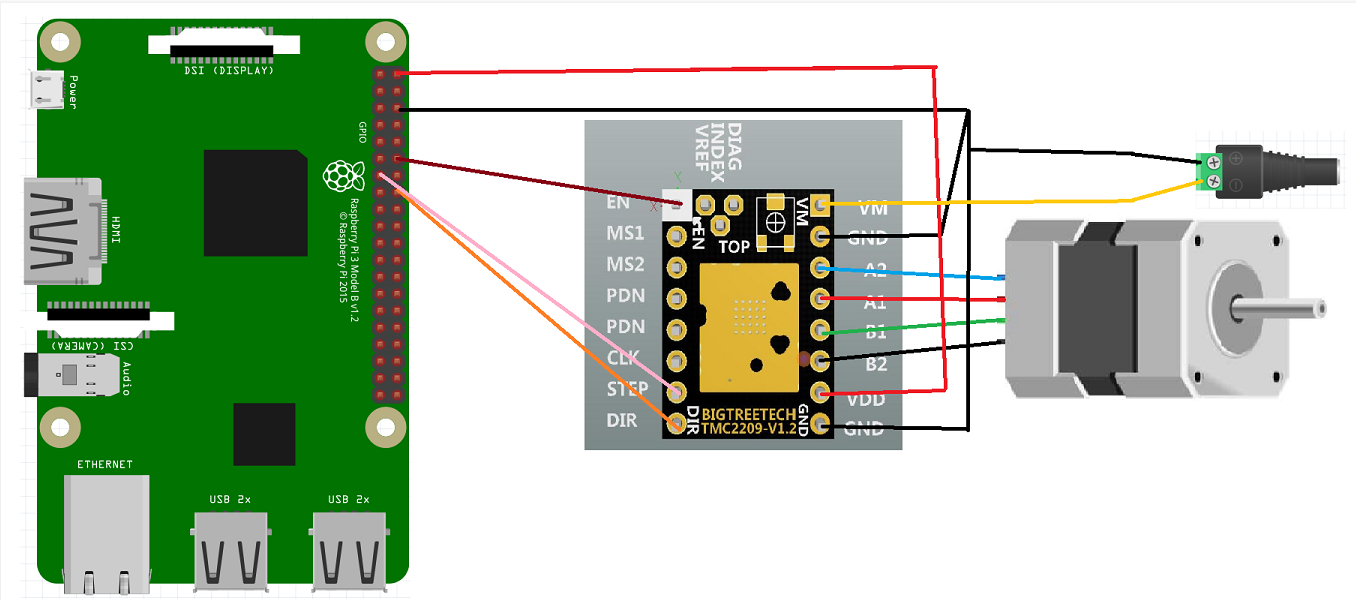 DSI (DISPLAY)
Power
GPIO
HDMI
Raspberry Pi 3 Model B v1.2
© Raspberry Pi 2015
CSI (CAMERA)
Audio
ETHERNET
USB 2x
USB 2x
DIAG
INDEX
VREF
Y
X
EN
MS1
MS2
PDN
PDN
CLK
STEP
DIR
EN
TOP
VM
DIR
BIGTREETECH
TMC2209-V1.2
GND
VM
GND
A2
A1
B1
B2
VDD
GND